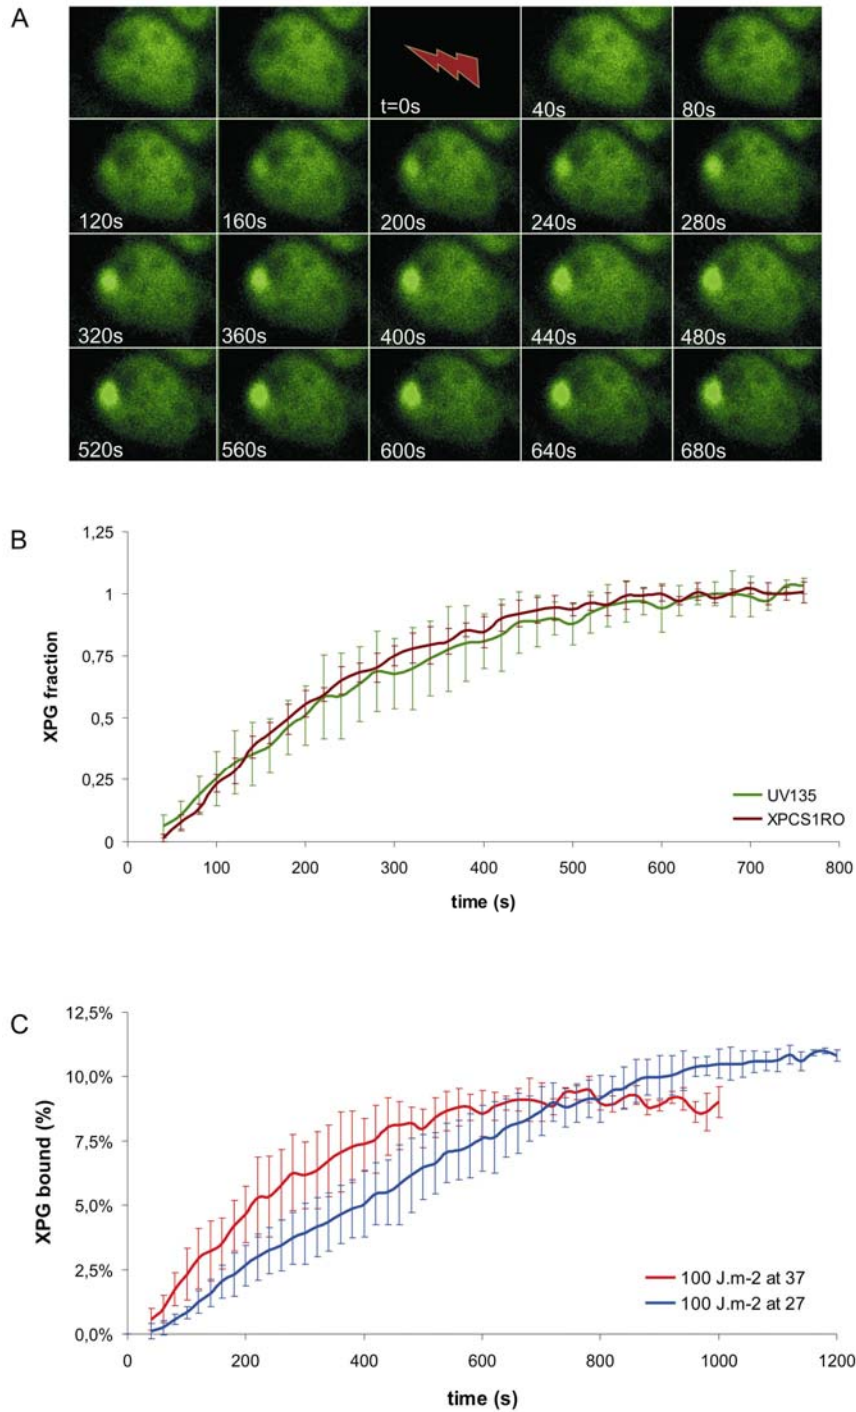 A
t=0s
40s
80s
120s
160s
200s
240s
280s
320s
360s
400s
440s
480s
520s
560s
600s
640s
680s
B
1,25
1
0,75
0,5
0,25
0
XPG fraction
UV135
XPCS1RO
0 100 200 300 400 500 600 700 800
time (s)
C
12,5%
10,0%
7,5%
5,0%
2,5%
0,0%
XPG bound (%)
100 J.m-2 at 37
100 J.m-2 at 27
0 200 400 600 800 1000 1200
time (s)